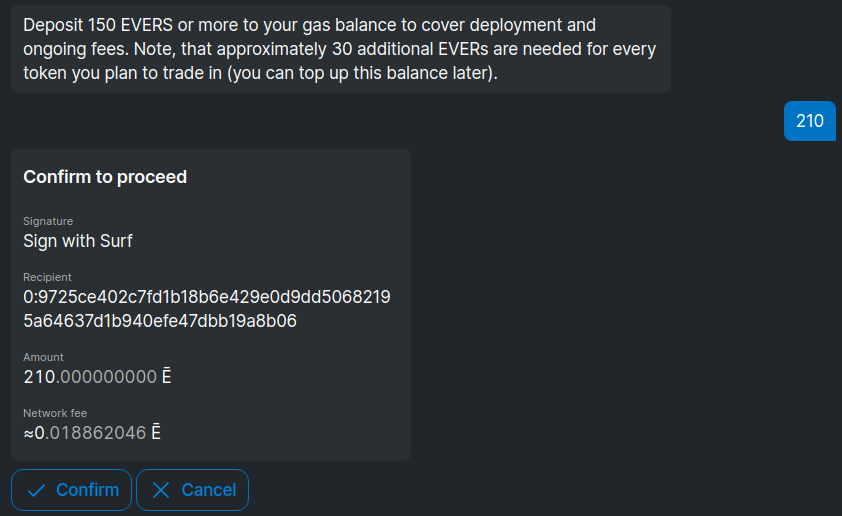 Deposit 150 EVERS or more to your gas balance to cover deployment and
ongoing fees. Note, that approximately 30 additional EVERs are needed for every
token you plan to trade in (you can top up this balance later).
210
Confirm to proceed
Signature
Sign with Surf
Recipient
0:9725ce402c7fd1b18b6e429e0d9dd5068219
5a64637d1b940efe47dbb19a8b06
Amount
210.000000000 Ē
Network fee
≈0.018862046 Ē
Confirm
Cancel